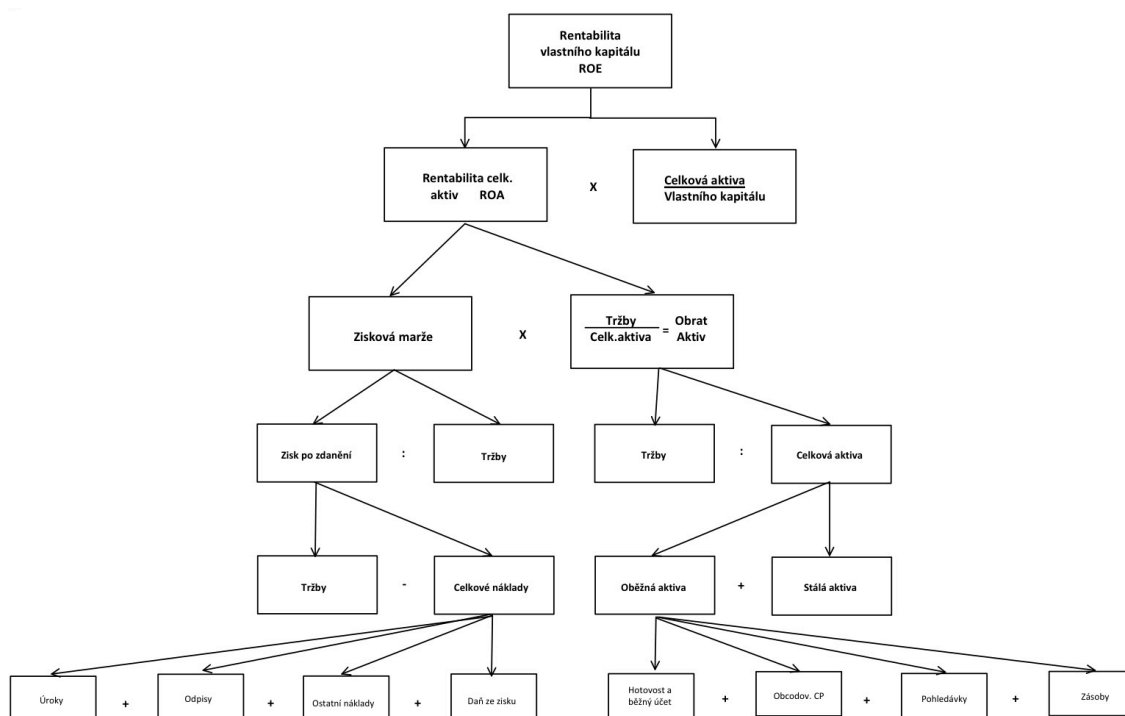 Rentabilita
vlastního kapitálu
ROE
Rentabilita celk.
aktiv ROA
X
Celková aktiva
Vlastního kapitálu
Zisková marže
X
Tržby
Celk.aktiva
=
Obrat
Aktiv
Zisk po zdanění
:
Tržby
Tržby
:
Celková aktiva
Tržby
-
Celkové náklady
Oběžná aktiva
+
Stálá aktiva
Úroky
+
Odpisy
+
Ostatní náklady
+
Daň ze zisku
Hotovost a
běžný účet
+
Obcodov. CP
+
Pohledávky
+
Zásoby